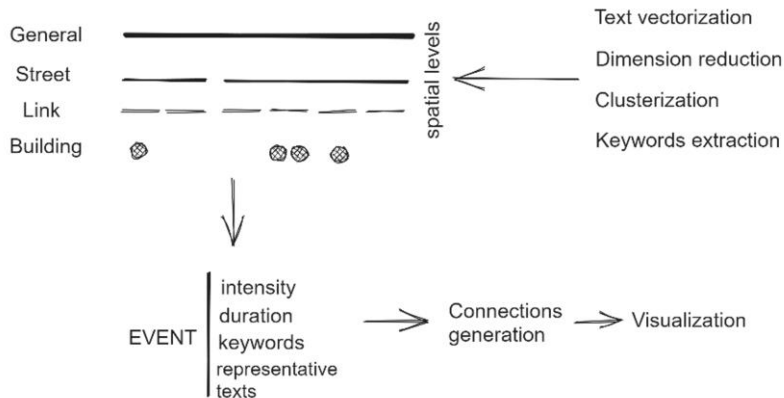 General
Street
Link
Building
spatial levels
Text vectorization
Dimension reduction
Clusterization
Keywords extraction
EVENT
intensity
duration
keywords
representative
texts
Connections
generation
Visualization